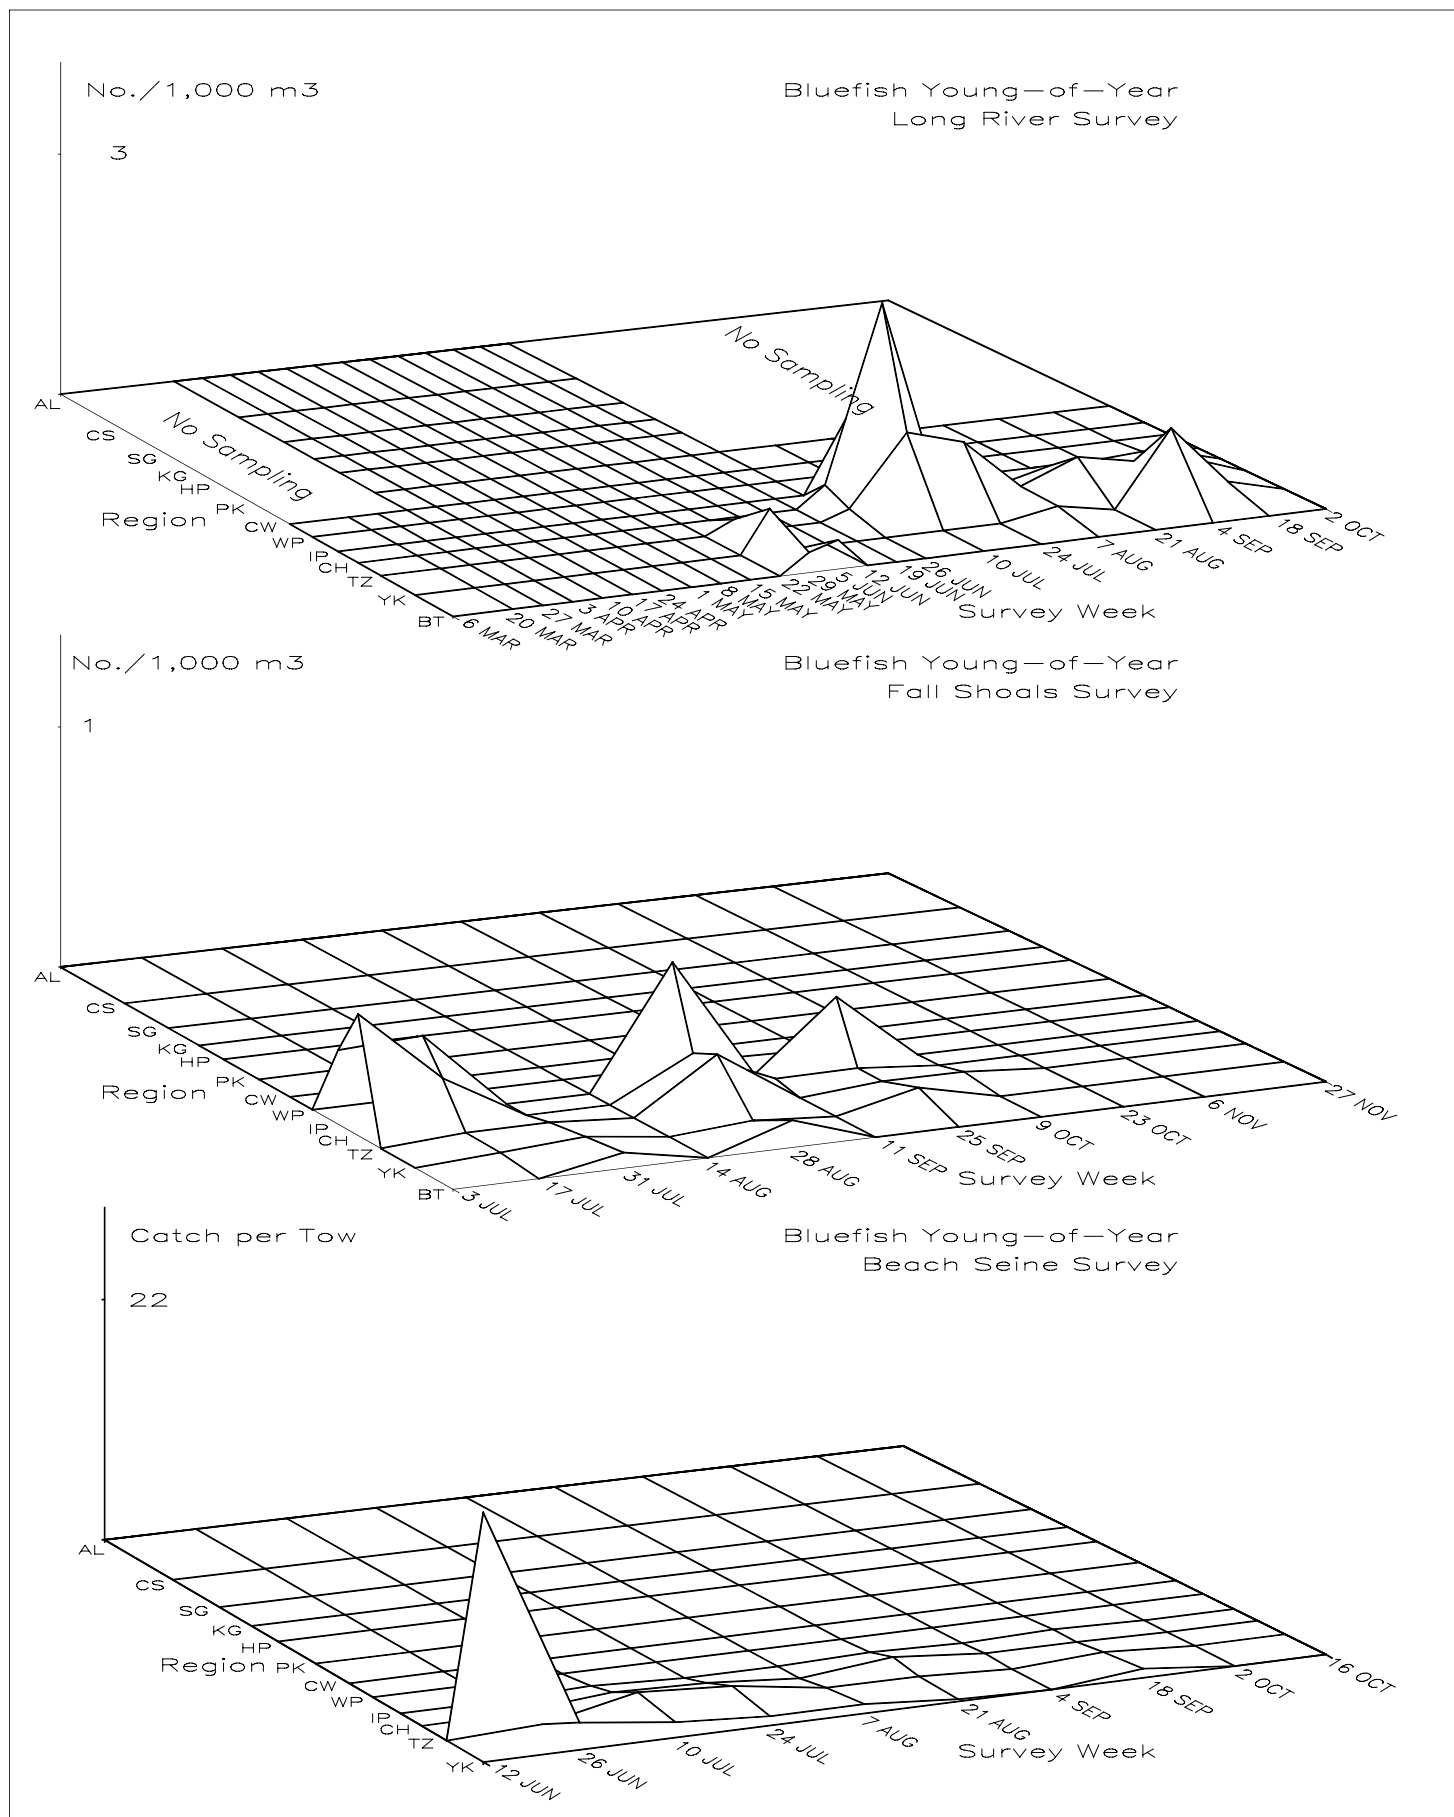 No./1,000 m3
Bluefish Young-of-Year
Long River Survey
3
No Sampling
No Sampling
AL
CS
SG
KG
HP
PK
CW
WP
IP
CH
TZ
YK
BT
Region
6 MAR
20 MAR
27 MAR
3 APR
10 APR
17 APR
24 APR
1 MAY
8 MAY
15 MAY
22 MAY
29 MAY
5 JUN
12 JUN
19 JUN
26 JUN
10 JUL
24 JUL
7 AUG
21 AUG
4 SEP
18 SEP
2 OCT
Survey Week
No./1,000 m3
Bluefish Young-of-Year
Fall Shoals Survey
1
AL
CS
SG
KG
HP
PK
CW
WP
IP
CH
TZ
YK
BT
Region
3 JUL
17 JUL
31 JUL
14 AUG
28 AUG
11 SEP
25 SEP
9 OCT
23 OCT
6 NOV
27 NOV
Survey Week
Catch per Tow
Bluefish Young-of-Year
Beach Seine Survey
22
AL
CS
SG
KG
HP
PK
CW
WP
IP
CH
TZ
YK
Region
12 JUN
26 JUN
10 JUL
24 JUL
7 AUG
21 AUG
4 SEP
18 SEP
2 OCT
16 OCT
Survey Week